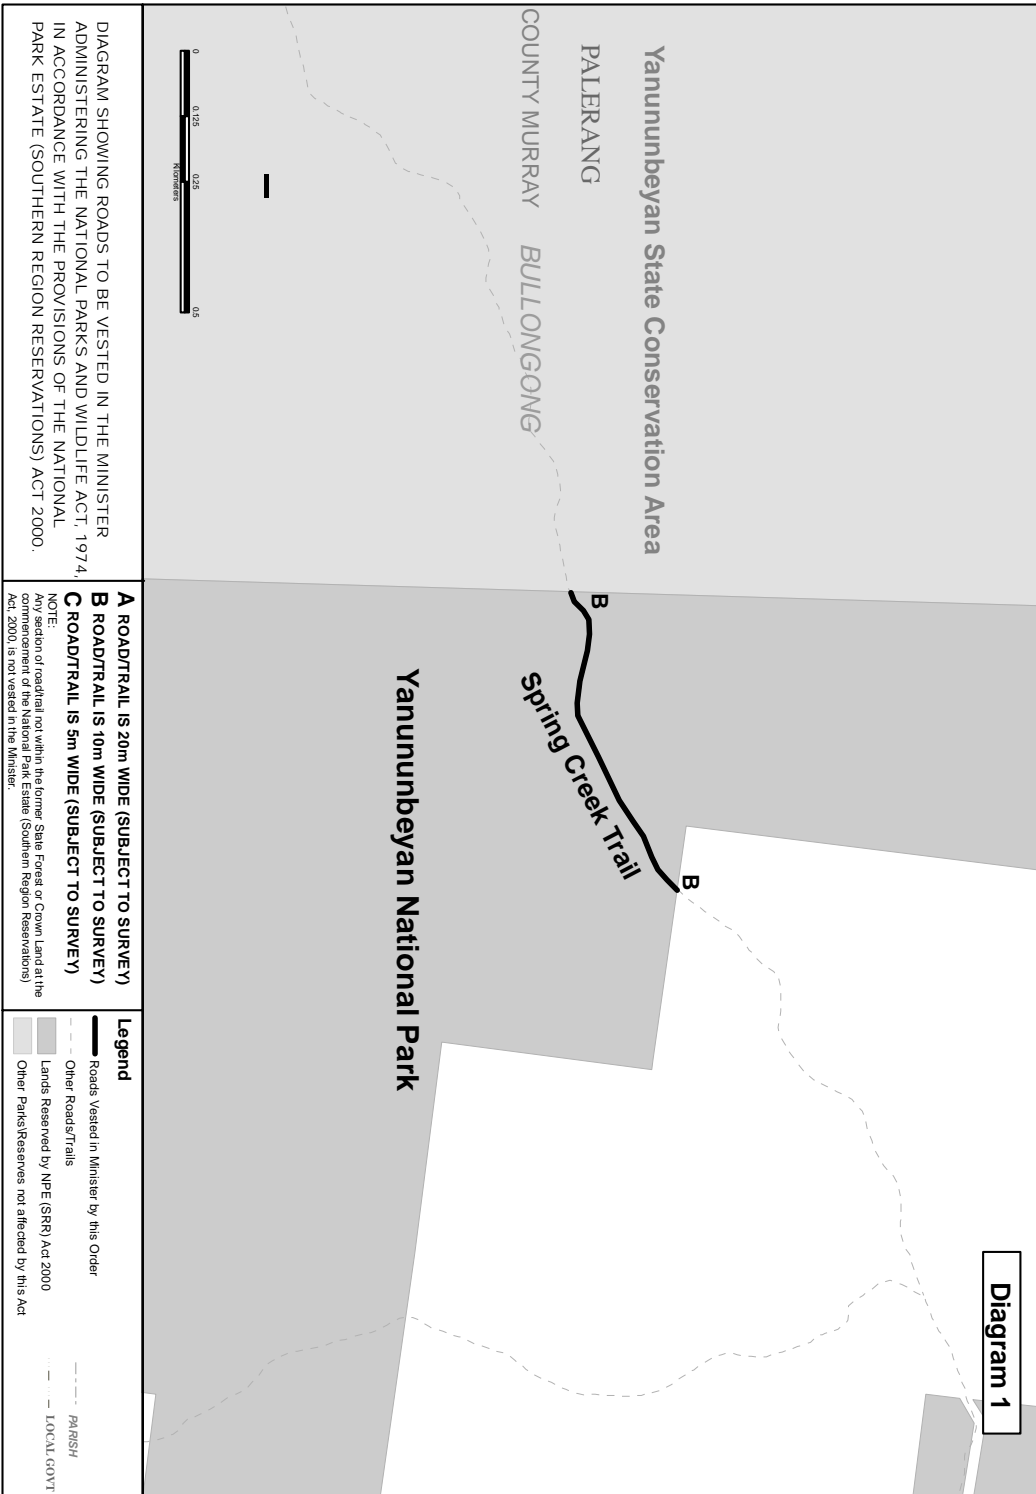 Diagram 1
Yanununbeyan State Conservation Area
PALERANG
COUNTY MURRAY
BULLONGONG
B
B
Spring Creek Trail
Yanununbeyan National Park
0 0.125 0.25 0.5
Kilometers
DIAGRAM SHOWING ROADS TO BE VESTED IN THE MINISTER
ADMINISTERING THE NATIONAL PARKS AND WILDLIFE ACT, 1974,
IN ACCORDANCE WITH THE PROVISIONS OF THE NATIONAL
PARK ESTATE (SOUTHERN REGION RESERVATIONS) ACT 2000.
A ROAD/TRAIL IS 20m WIDE (SUBJECT TO SURVEY)
B ROAD/TRAIL IS 10m WIDE (SUBJECT TO SURVEY)
C ROAD/TRAIL IS 5m WIDE (SUBJECT TO SURVEY)
NOTE:
Any section of road/trail not within the former State Forest or Crown Land at the
commencement of the National Park Estate (Southern Region Reservations)
Act, 2000, is not vested in the Minister.
Legend
Roads Vested in Minister by this Order
Other Roads/Trails
Lands Reserved by NPE (SRR) Act 2000
Other Parks\Reserves not affected by this Act
PARISH
LOCAL GOVT